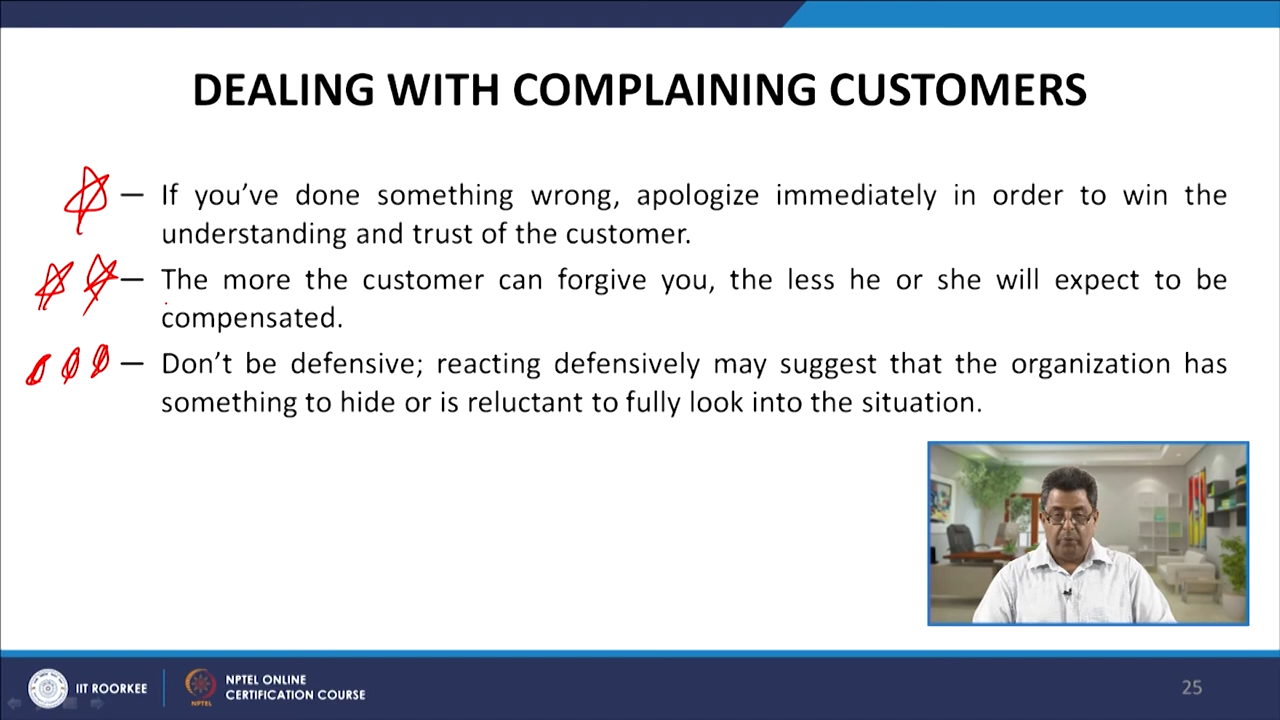 DEALING WITH COMPLAINING CUSTOMERS
— If you’ve done something wrong, apologize immediately in order to win the
understanding and trust of the customer.
— The more the customer can forgive you, the less he or she will expect to be
compensated.
— Don’t be defensive; reacting defensively may suggest that the organization has
something to hide or is reluctant to fully look into the situation.
IIT ROORKEE
NPTEL
NPTEL ONLINE
CERTIFICATION COURSE
25